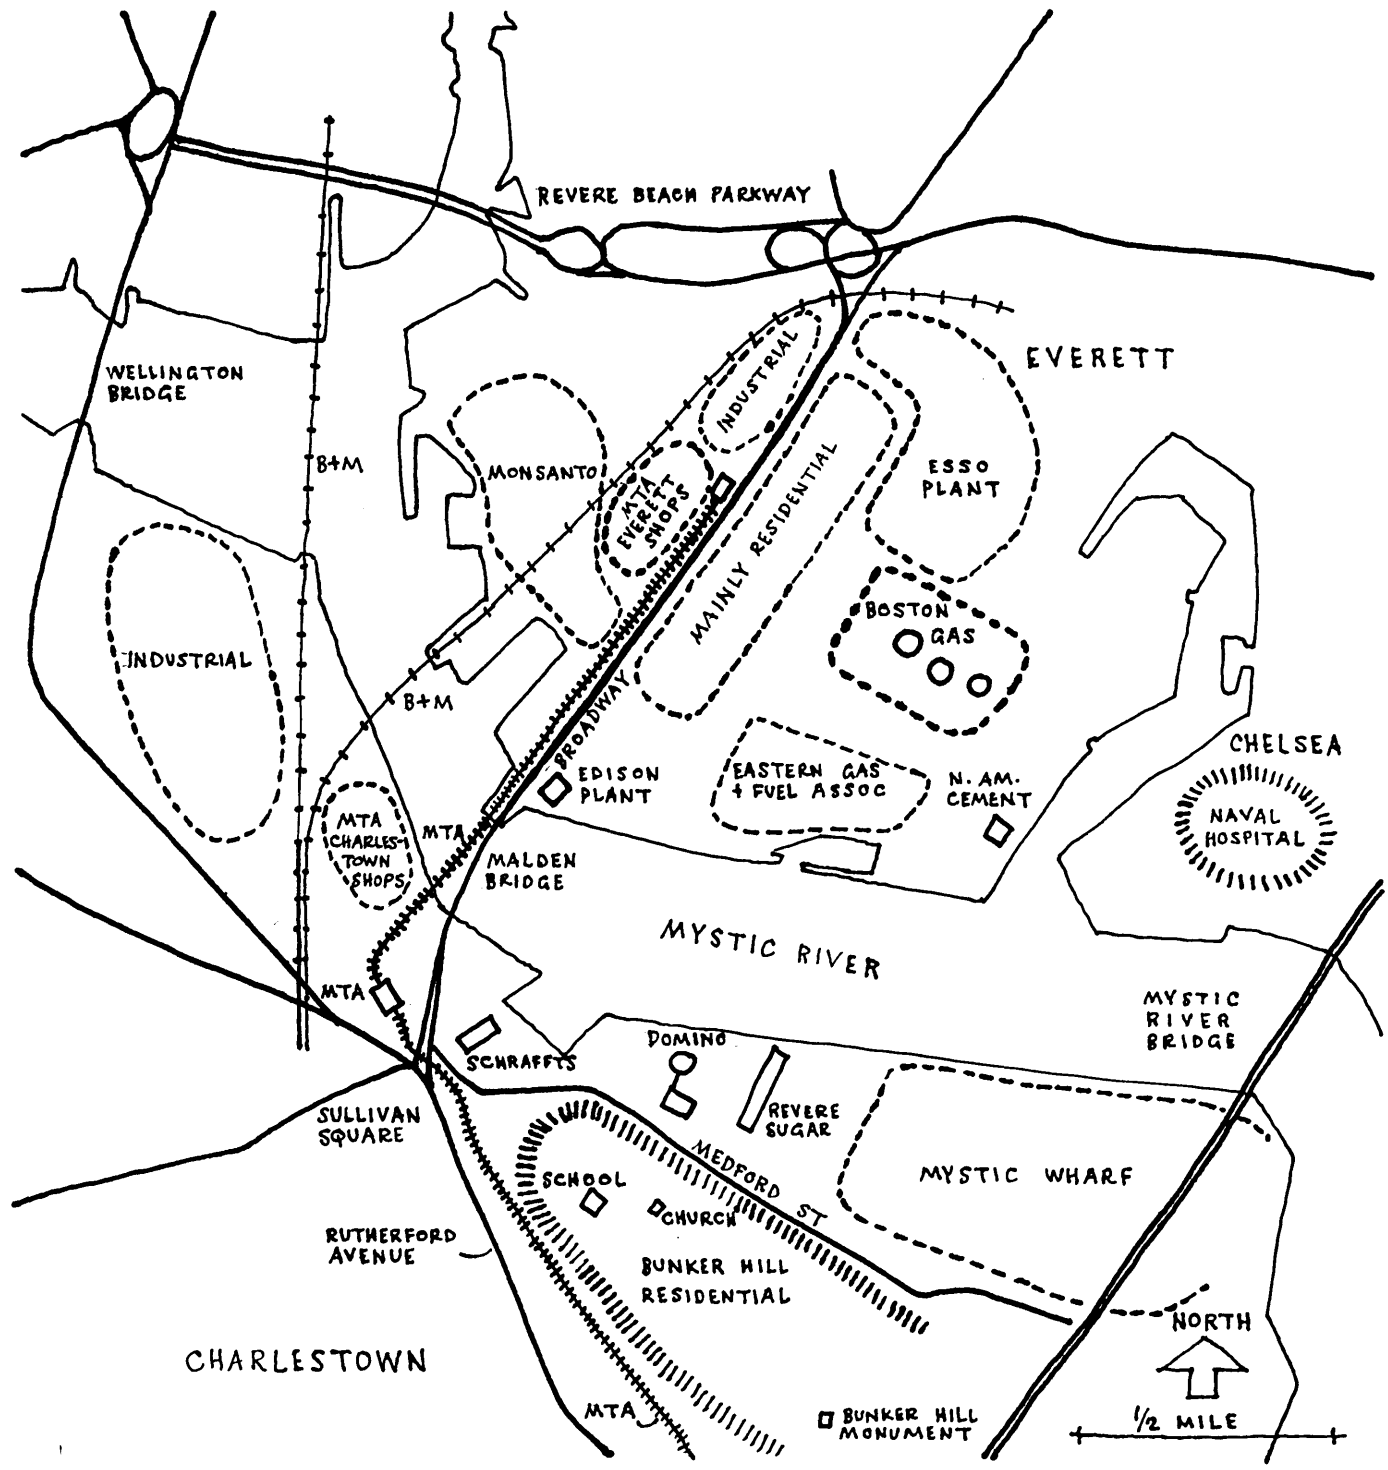 REVERE BEACH PARKWAY
EVERETT
WELLINGTON
BRIDGE
INDUSTRIAL
B+M
MONSANTO
MTA
EVERETT
SHOPS
MAINLY RESIDENTIAL
ESSO
PLANT
BOSTON
GAS
INDUSTRIAL
B+M
BROADWAY
CHELSEA
EDISON
PLANT
EASTERN GAS
+ FUEL ASSOC
N. AM.
CEMENT
NAVAL
HOSPITAL
MTA
CHARLES-
TOWN
SHOPS
MTA
MALDEN
BRIDGE
MYSTIC RIVER
MTA
MYSTIC
RIVER
BRIDGE
SCHRAFFTS
DOMINO
REVERE
SUGAR
SULLIVAN
SQUARE
MEDFORD ST
MYSTIC WHARF
SCHOOL
CHURCH
RUTHERFORD
AVENUE
BUNKER HILL
RESIDENTIAL
CHARLESTOWN
NORTH
MTA
BUNKER HILL
MONUMENT
1/2 MILE